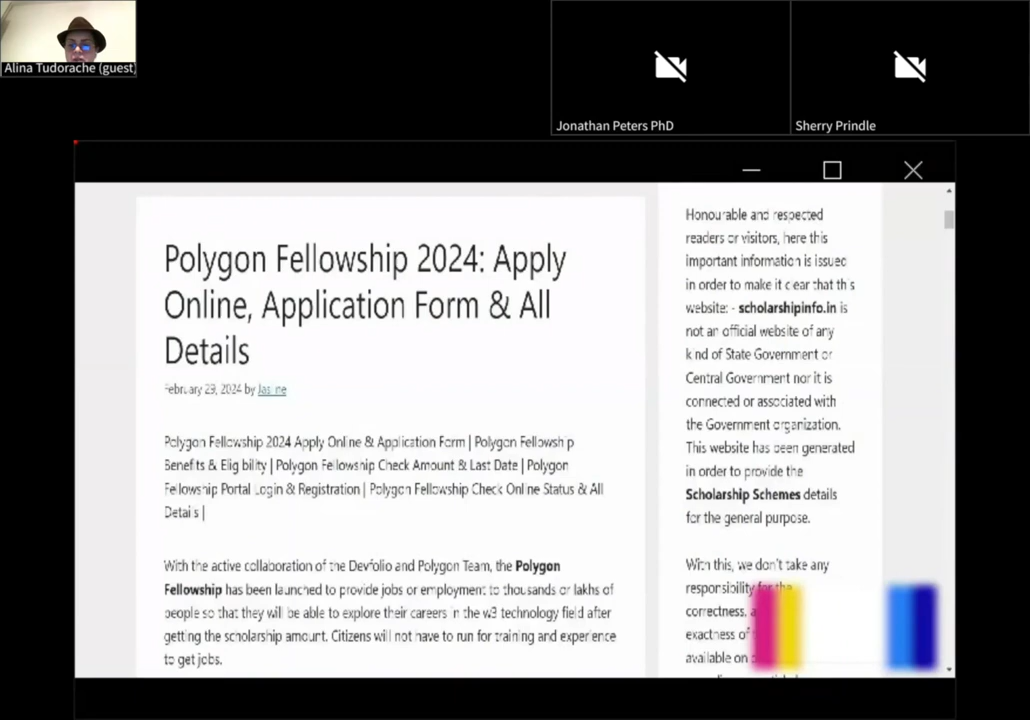 Alina Tudorache (guest)
Jonathan Peters PhD
Sherry Prindle
Polygon Fellowship 2024: Apply
Online, Application Form & All
Details
February 29, 2024 by
Polygon Fellowship 2024 Apply Online & Application Form | Polygon Fellowship
Benefits & Eligibility | Polygon Fellowship Check Amount & Last Date | Polygon
Fellowship Portal Login & Registration | Polygon Fellowship Check Online Status & All
Details |
With the active collaboration of the Devfolio and Polygon Team, the Polygon
Fellowship has been launched to provide jobs or employment to thousands or lakhs of
people so that they will be able to explore their careers in the w3 technology field after
getting the scholarship amount. Citizens will not have to run for training and experience
to get jobs.
Honourable and respected
readers or visitors, here this
important information is issued
in order to make it clear that this
website: - scholarshipinfo.in is
not an official website of any
kind of State Government or
Central Government nor it is
connected or associated with
the Government organization.
This website has been generated
in order to provide the
Scholarship Schemes details
for the general purpose.
With this, we don't take any
responsibility for the
correctness,
exactness of
available on